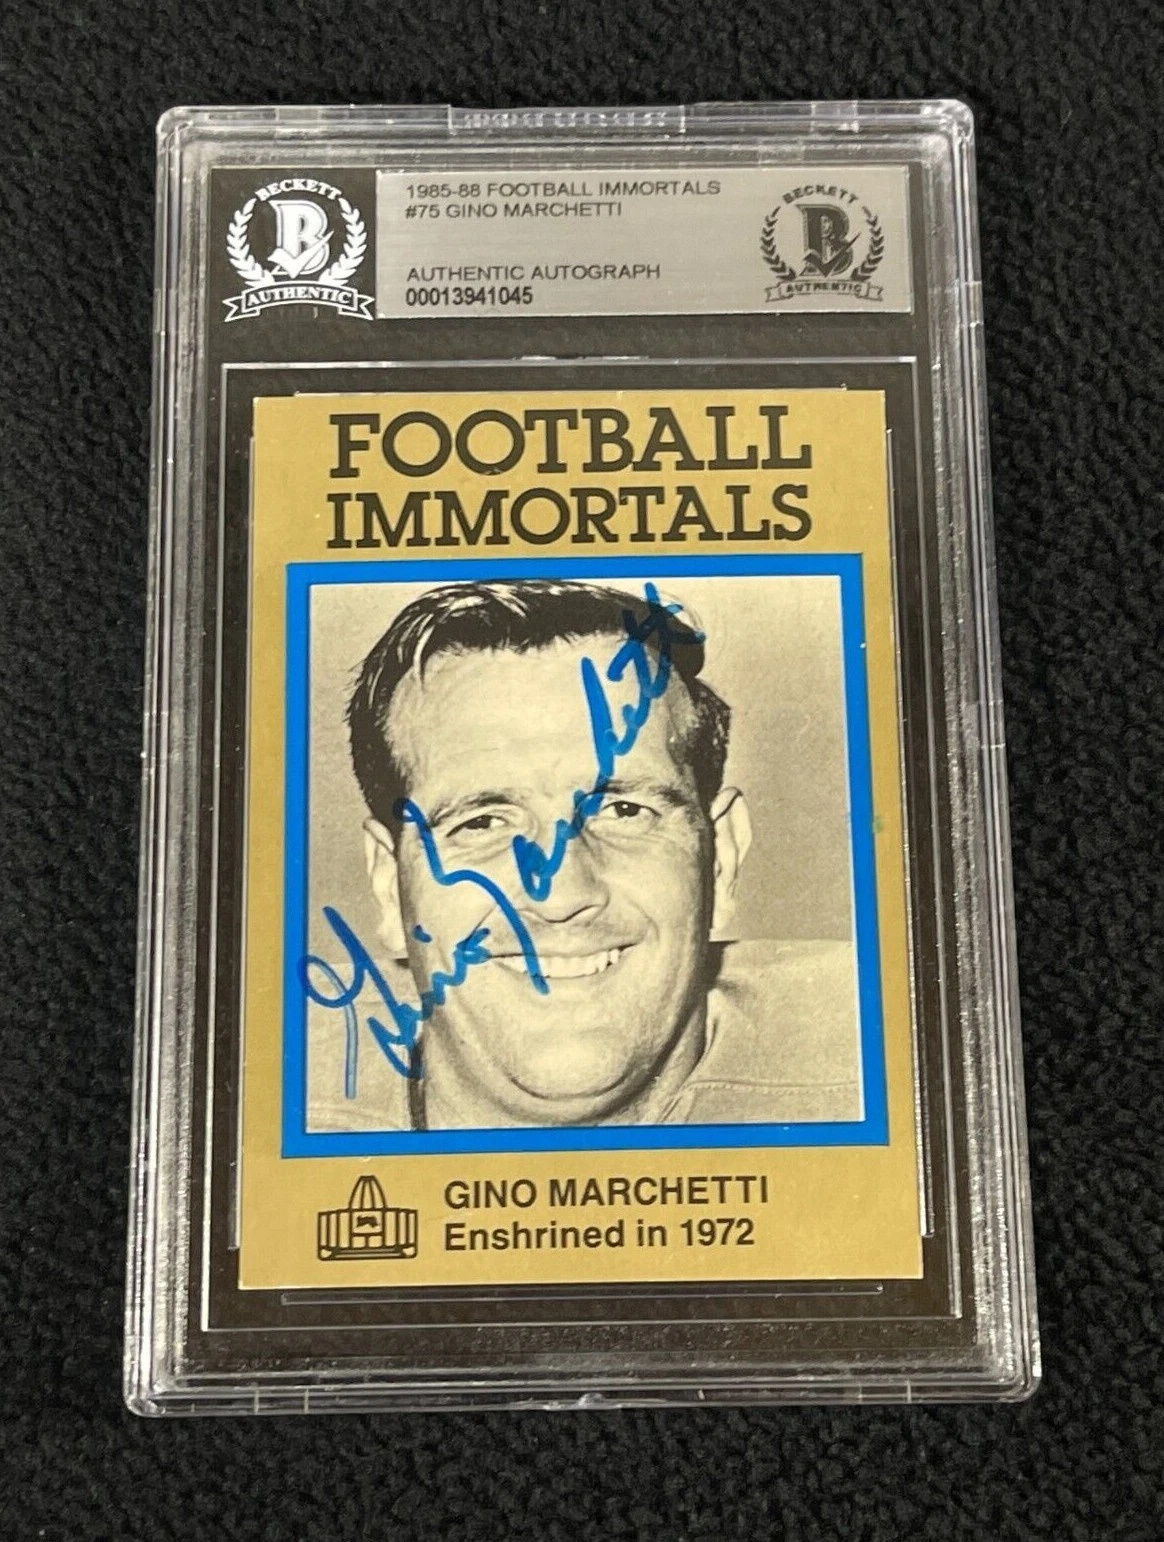 BECKETT
B
AUTHENTIC
1985-88 FOOTBALL IMMORTALS
#75 GINO MARCHETTI
AUTHENTIC AUTOGRAPH
00013941045
BECKETT
B
AUTHENTIC
FOOTBALL
IMMORTALS
Gino Marchetti
GINO MARCHETTI
Enshrined in 1972